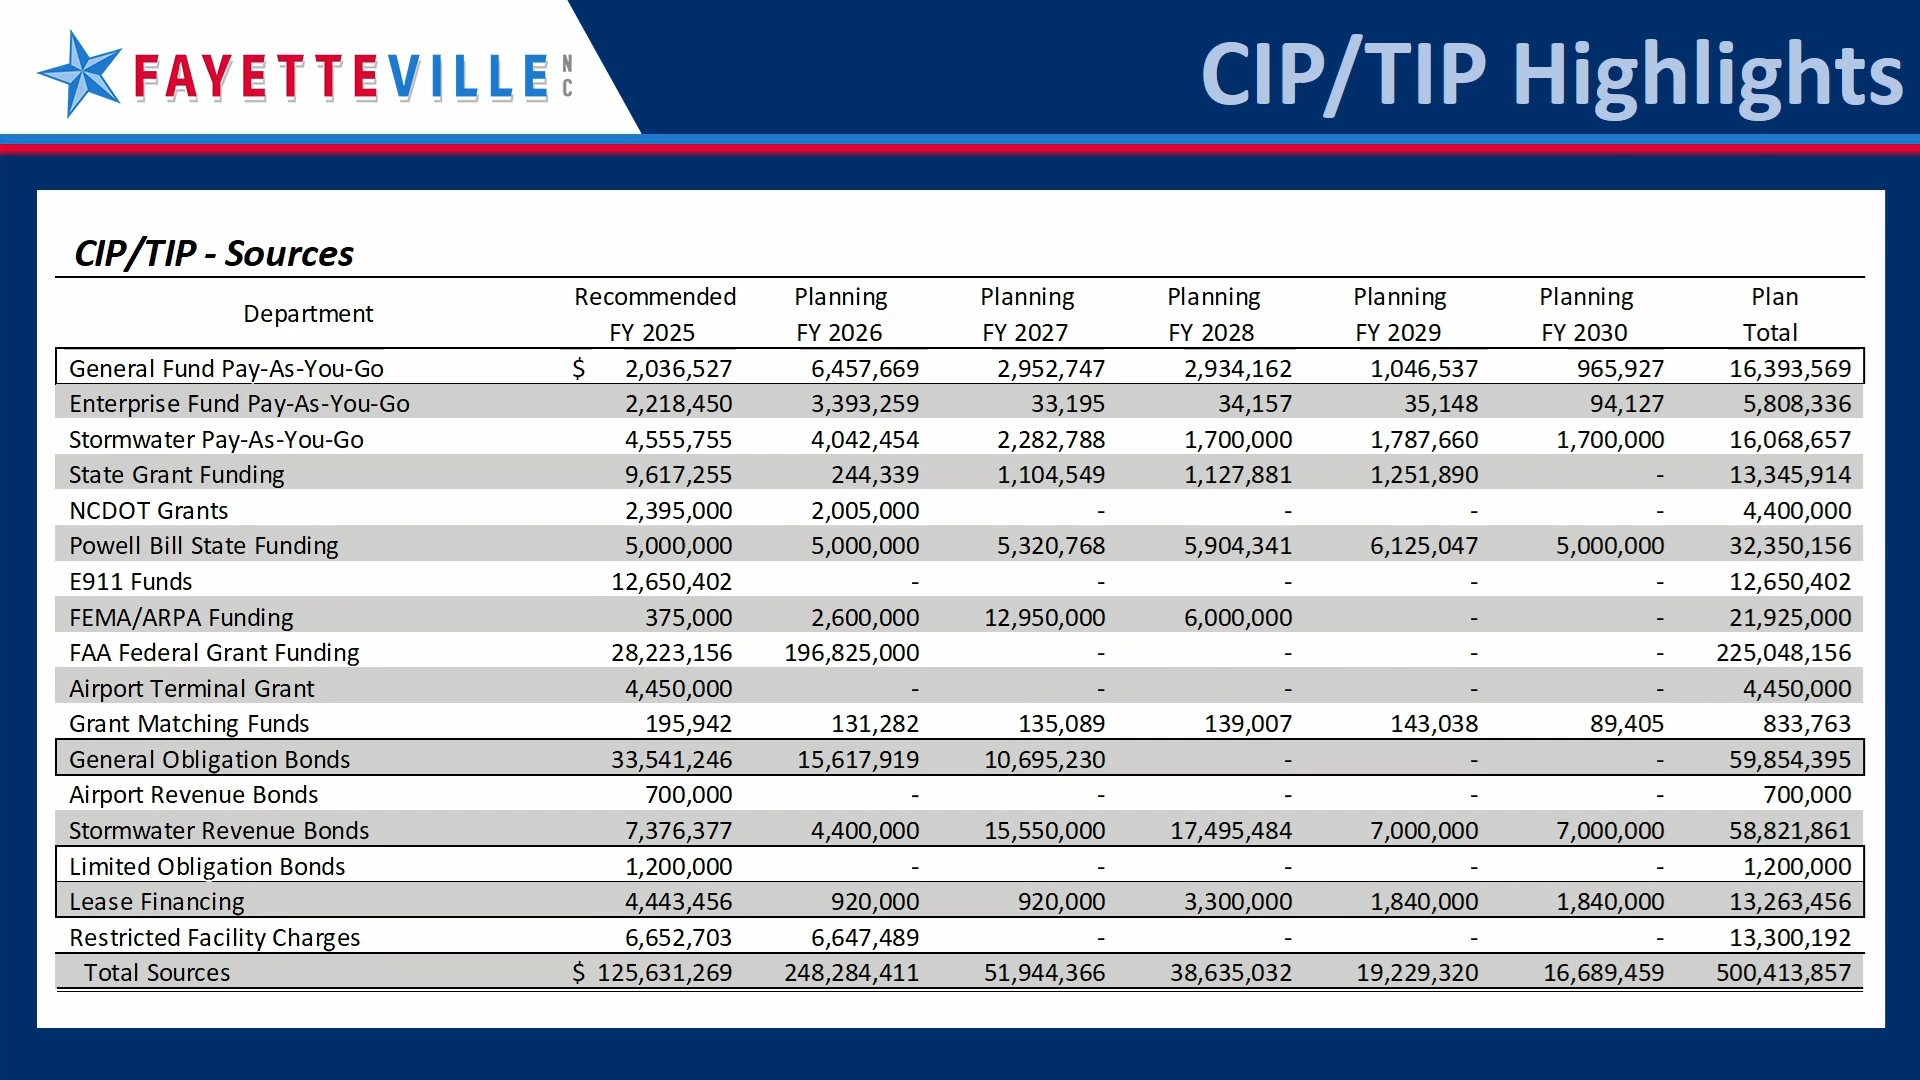 FAYETTEVILLE NC
CIP/TIP Highlights
CIP/TIP - Sources
Department Recommended FY 2025 Planning FY 2026 Planning FY 2027 Planning FY 2028 Planning FY 2029 Planning FY 2030 Plan Total
General Fund Pay-As-You-Go $ 2,036,527 6,457,669 2,952,747 2,934,162 1,046,537 965,927 16,393,569
Enterprise Fund Pay-As-You-Go 2,218,450 3,393,259 33,195 34,157 35,148 94,127 5,808,336
Stormwater Pay-As-You-Go 4,555,755 4,042,454 2,282,788 1,700,000 1,787,660 1,700,000 16,068,657
State Grant Funding 9,617,255 244,339 1,104,549 1,127,881 1,251,890 - 13,345,914
NCDOT Grants 2,395,000 2,005,000 - - - - 4,400,000
Powell Bill State Funding 5,000,000 5,000,000 5,320,768 5,904,341 6,125,047 5,000,000 32,350,156
E911 Funds 12,650,402 - - - - - 12,650,402
FEMA/ARPA Funding 375,000 2,600,000 12,950,000 6,000,000 - - 21,925,000
FAA Federal Grant Funding 28,223,156 196,825,000 - - - - 225,048,156
Airport Terminal Grant 4,450,000 - - - - - 4,450,000
Grant Matching Funds 195,942 131,282 135,089 139,007 143,038 89,405 833,763
General Obligation Bonds 33,541,246 15,617,919 10,695,230 - - - 59,854,395
Airport Revenue Bonds 700,000 - - - - - 700,000
Stormwater Revenue Bonds 7,376,377 4,400,000 15,550,000 17,495,484 7,000,000 7,000,000 58,821,861
Limited Obligation Bonds 1,200,000 - - - - - 1,200,000
Lease Financing 4,443,456 920,000 920,000 3,300,000 1,840,000 1,840,000 13,263,456
Restricted Facility Charges 6,652,703 6,647,489 - - - - 13,300,192
Total Sources $ 125,631,269 248,284,411 51,944,366 38,635,032 19,229,320 16,689,459 500,413,857